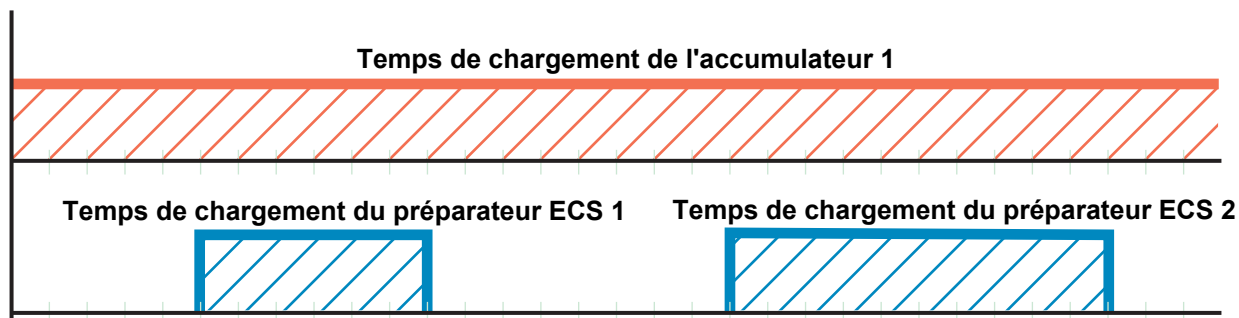 Temps de chargement de l'accumulateur 1
Temps de chargement du préparateur ECS 1
Temps de chargement du préparateur ECS 2